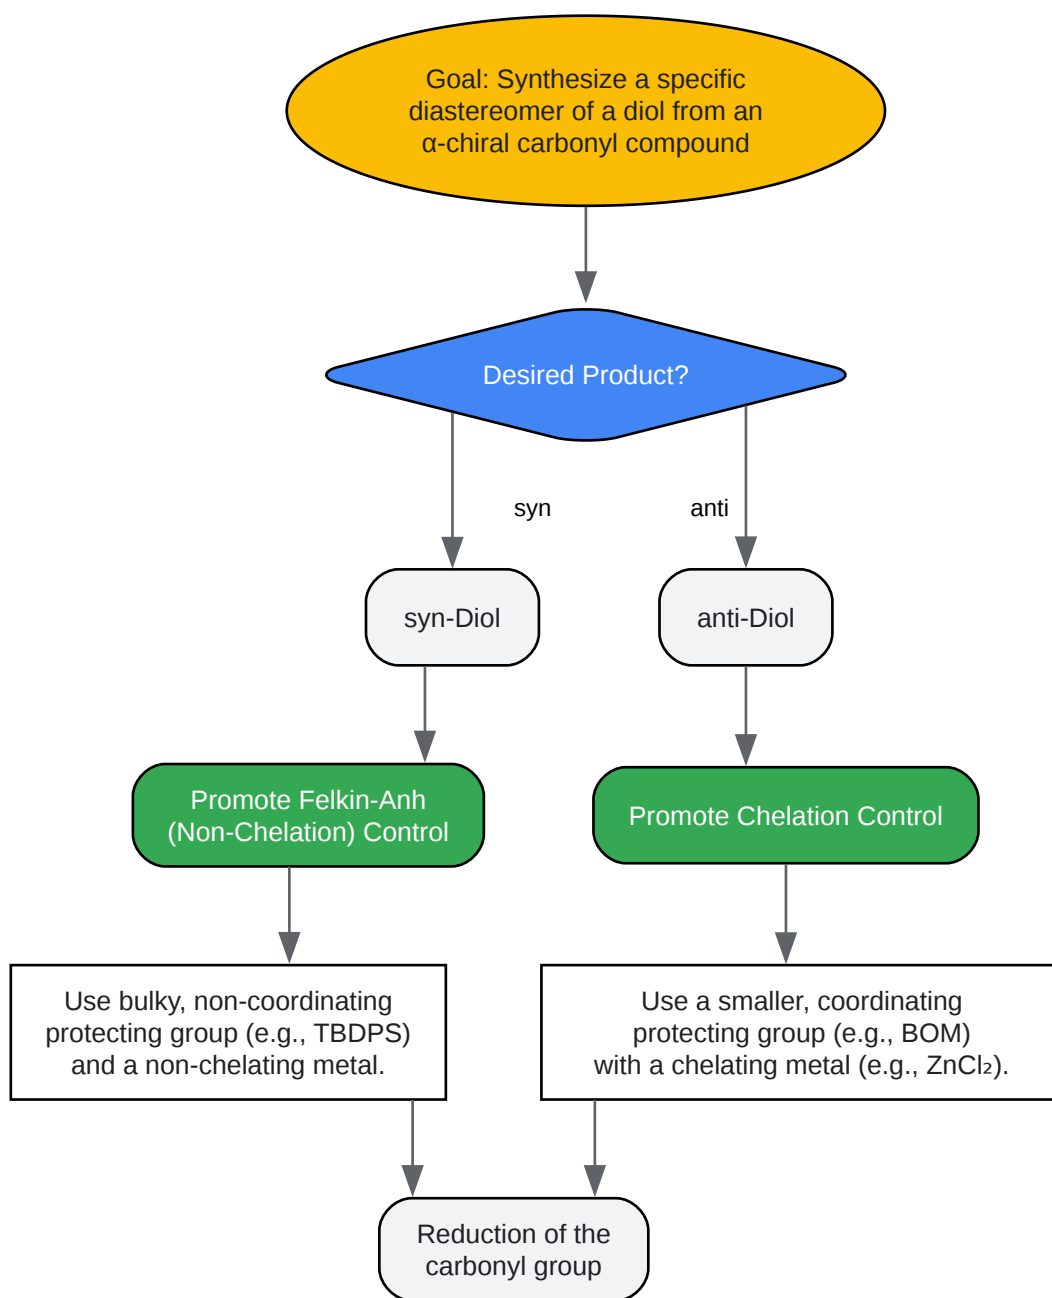 Goal: Synthesize a specific
diastereomer of a diol from an
α-chiral carbonyl compound
Desired Product?
syn
anti
syn-Diol
anti-Diol
Promote Felkin-Anh
(Non-Chelation) Control
Promote Chelation Control
Use bulky, non-coordinating
protecting group (e.g., TBDPS)
and a non-chelating metal.
Use a smaller, coordinating
protecting group (e.g., BOM)
with a chelating metal (e.g., ZnCl₂).
Reduction of the
carbonyl group